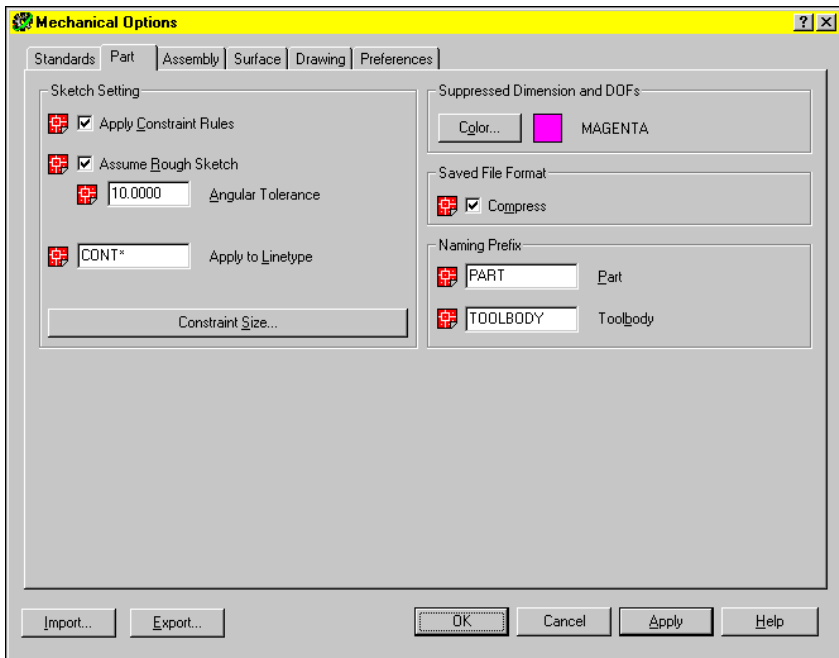 Mechanical Options
Standards Part Assembly Surface Drawing Preferences
Sketch Setting
Apply Constraint Rules
Assume Rough Sketch
10.0000 Angular Tolerance
CONT* Apply to Linetype
Constraint Size...
Suppressed Dimension and DOFs
Color... MAGENTA
Saved File Format
Compress
Naming Prefix
PART Part
TOOLBODY Toolbody
Import... Export... OK Cancel Apply Help